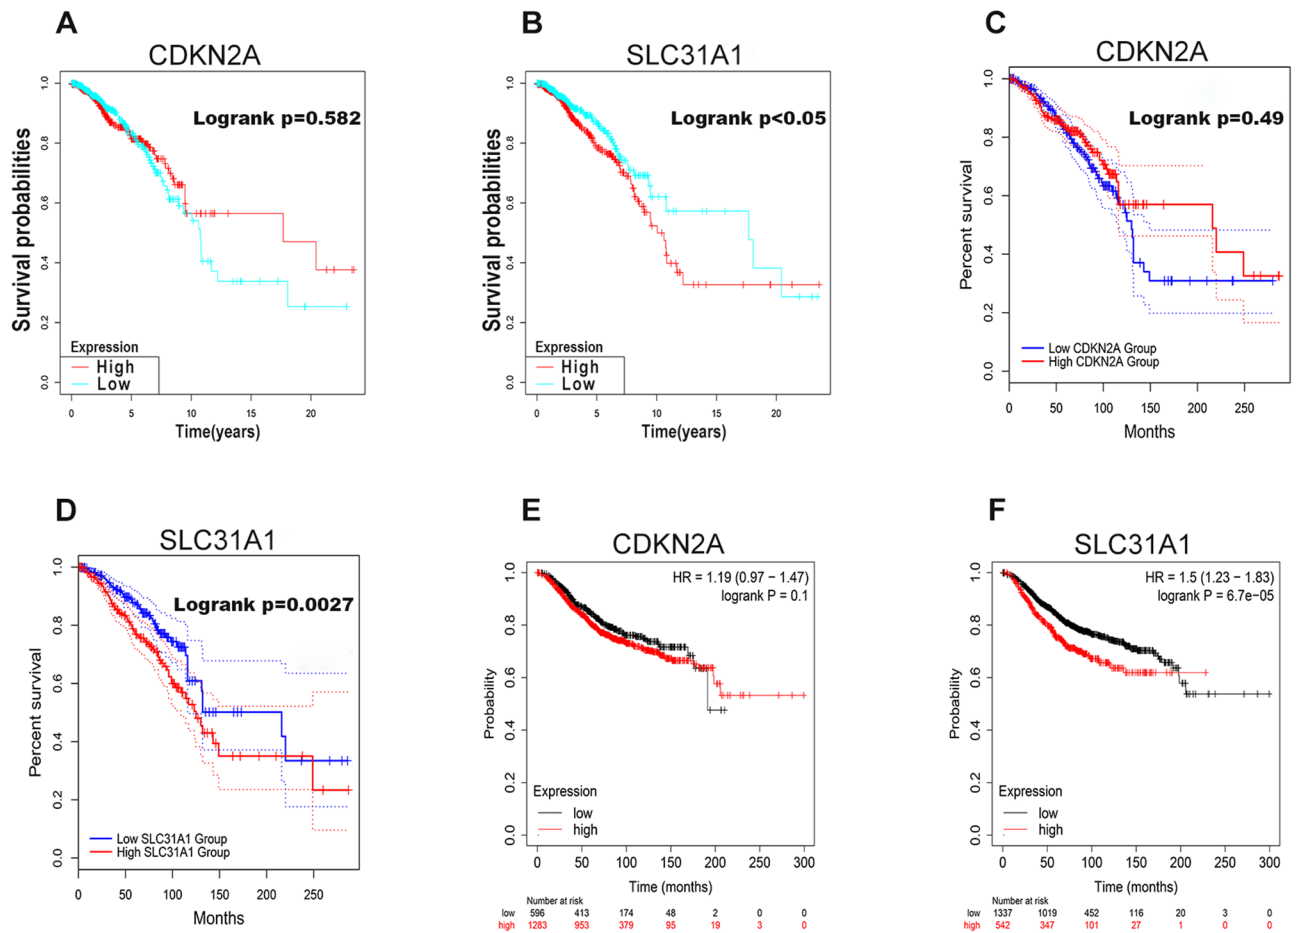 A
CDKN2A
Survival probabilities
1.0
0.8
0.6
0.4
0.2
0.0
Logrank p=0.582
Expression
High
Low
0 5 10 15 20
Time(years)
B
SLC31A1
Survival probabilities
1.0
0.8
0.6
0.4
0.2
0.0
Logrank p<0.05
Expression
High
Low
0 5 10 15 20
Time(years)
C
CDKN2A
Percent survival
1.0
0.8
0.6
0.4
0.2
0.0
Logrank p=0.49
Low CDKN2A Group
High CDKN2A Group
0 50 100 150 200 250
Months
D
SLC31A1
Percent survival
1.0
0.8
0.6
0.4
0.2
0.0
Logrank p=0.0027
Low SLC31A1 Group
High SLC31A1 Group
0 50 100 150 200 250
Months
E
CDKN2A
Probability
1.0
0.8
0.6
0.4
0.2
0.0
HR = 1.19 (0.97 − 1.47)
logrank P = 0.1
Expression
low
high
0 50 100 150 200 250 300
Time (months)
Number at risk
low 596 413 174 48 2 0 0
high 1283 953 379 95 19 3 0
F
SLC31A1
Probability
1.0
0.8
0.6
0.4
0.2
0.0
HR = 1.5 (1.23 − 1.83)
logrank P = 6.7e−05
Expression
low
high
0 50 100 150 200 250 300
Time (months)
Number at risk
low 1337 1019 452 116 20 3 0
high 542 347 101 27 1 0 0